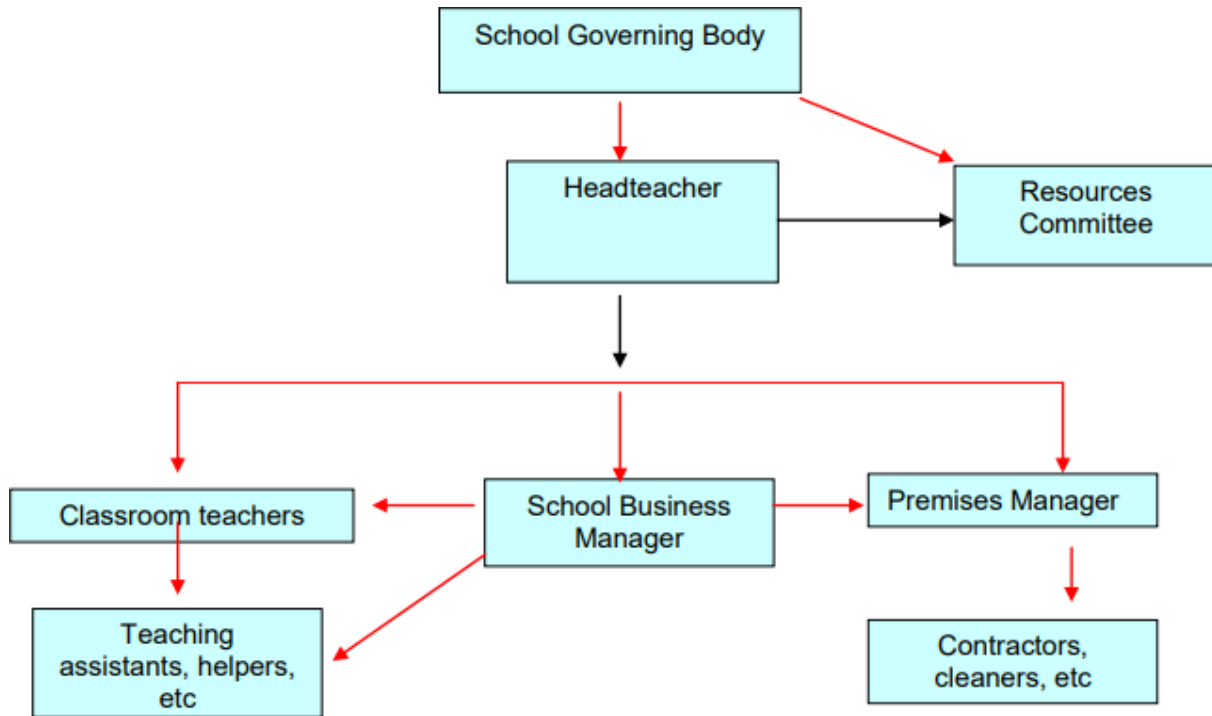 School Governing Body
Headteacher
Resources
Committee
Classroom teachers
School Business
Manager
Premises Manager
Teaching
assistants, helpers,
etc
Contractors,
cleaners, etc